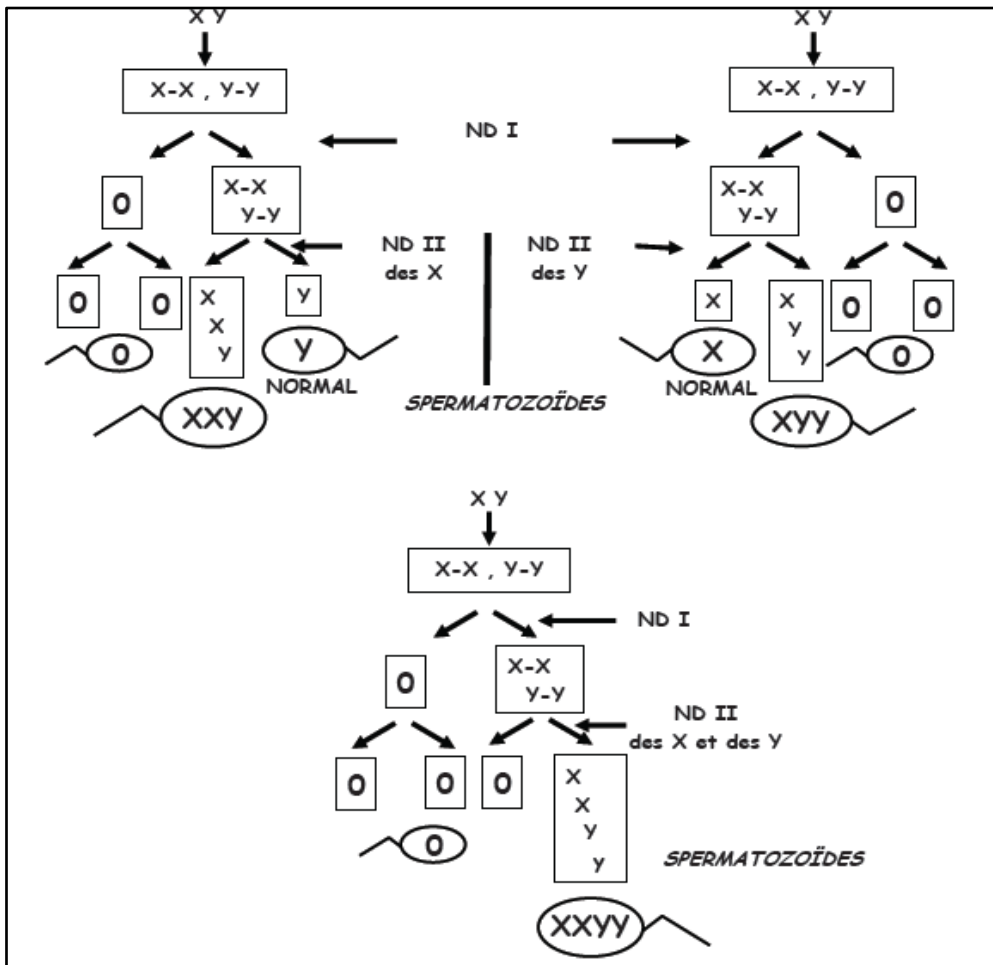 X Y
X-X , Y-Y
ND I
O
X-X
Y-Y
ND II
des X
O
O
X
X
Y
Y
O
Y
NORMAL
XXY
X Y
X-X , Y-Y
X-X
Y-Y
O
ND II
des Y
X
X
Y
Y
O
O
X
O
NORMAL
XYY
SPERMATOZOÏDES
X Y
X-X , Y-Y
ND I
O
X-X
Y-Y
ND II
des X et des Y
O
O
O
X
X
Y
Y
O
SPERMATOZOÏDES
XXYY